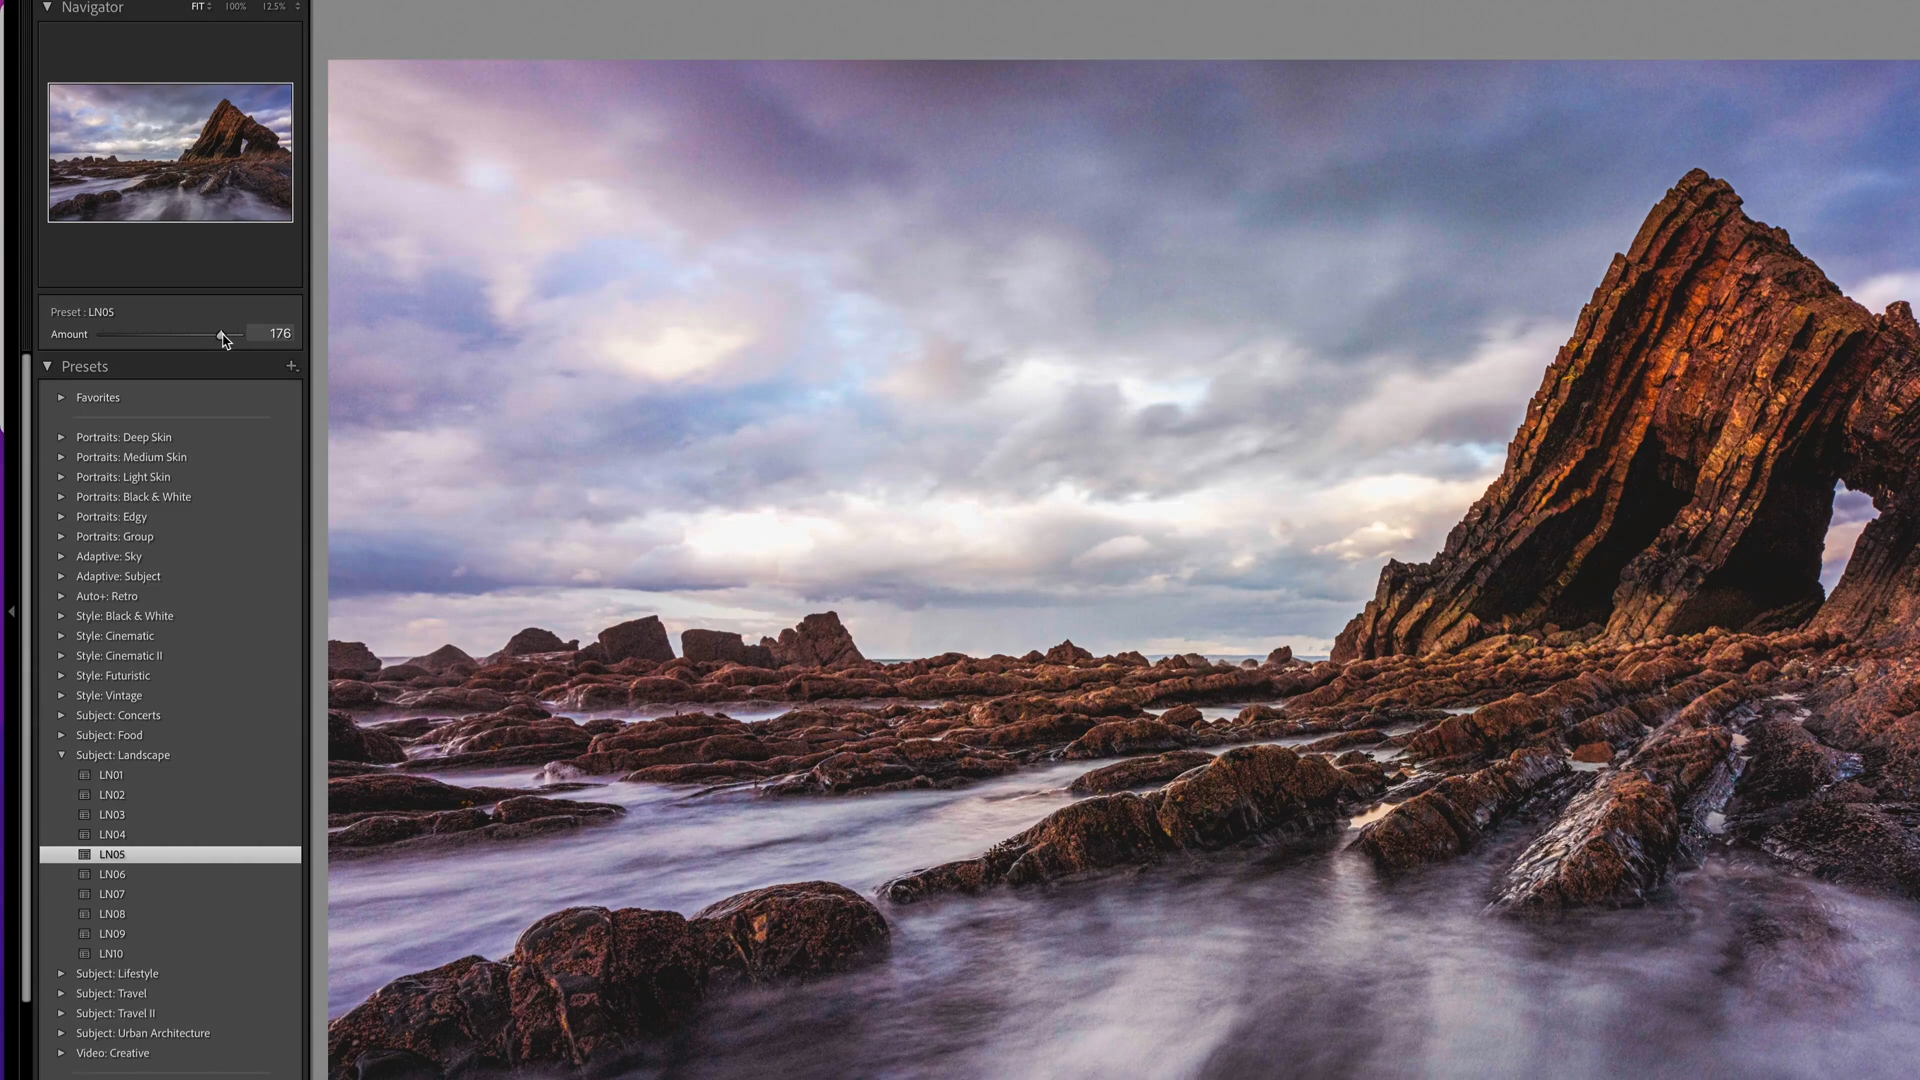 Navigator FIT 100% 12.5%
Preset : LN05
Amount 176
Presets
Favorites
Portraits: Deep Skin
Portraits: Medium Skin
Portraits: Light Skin
Portraits: Black & White
Portraits: Edgy
Portraits: Group
Adaptive: Sky
Adaptive: Subject
Auto+: Retro
Style: Black & White
Style: Cinematic
Style: Cinematic II
Style: Futuristic
Style: Vintage
Subject: Concerts
Subject: Food
Subject: Landscape
LN01
LN02
LN03
LN04
LN05
LN06
LN07
LN08
LN09
LN10
Subject: Lifestyle
Subject: Travel
Subject: Travel II
Subject: Urban Architecture
Video: Creative